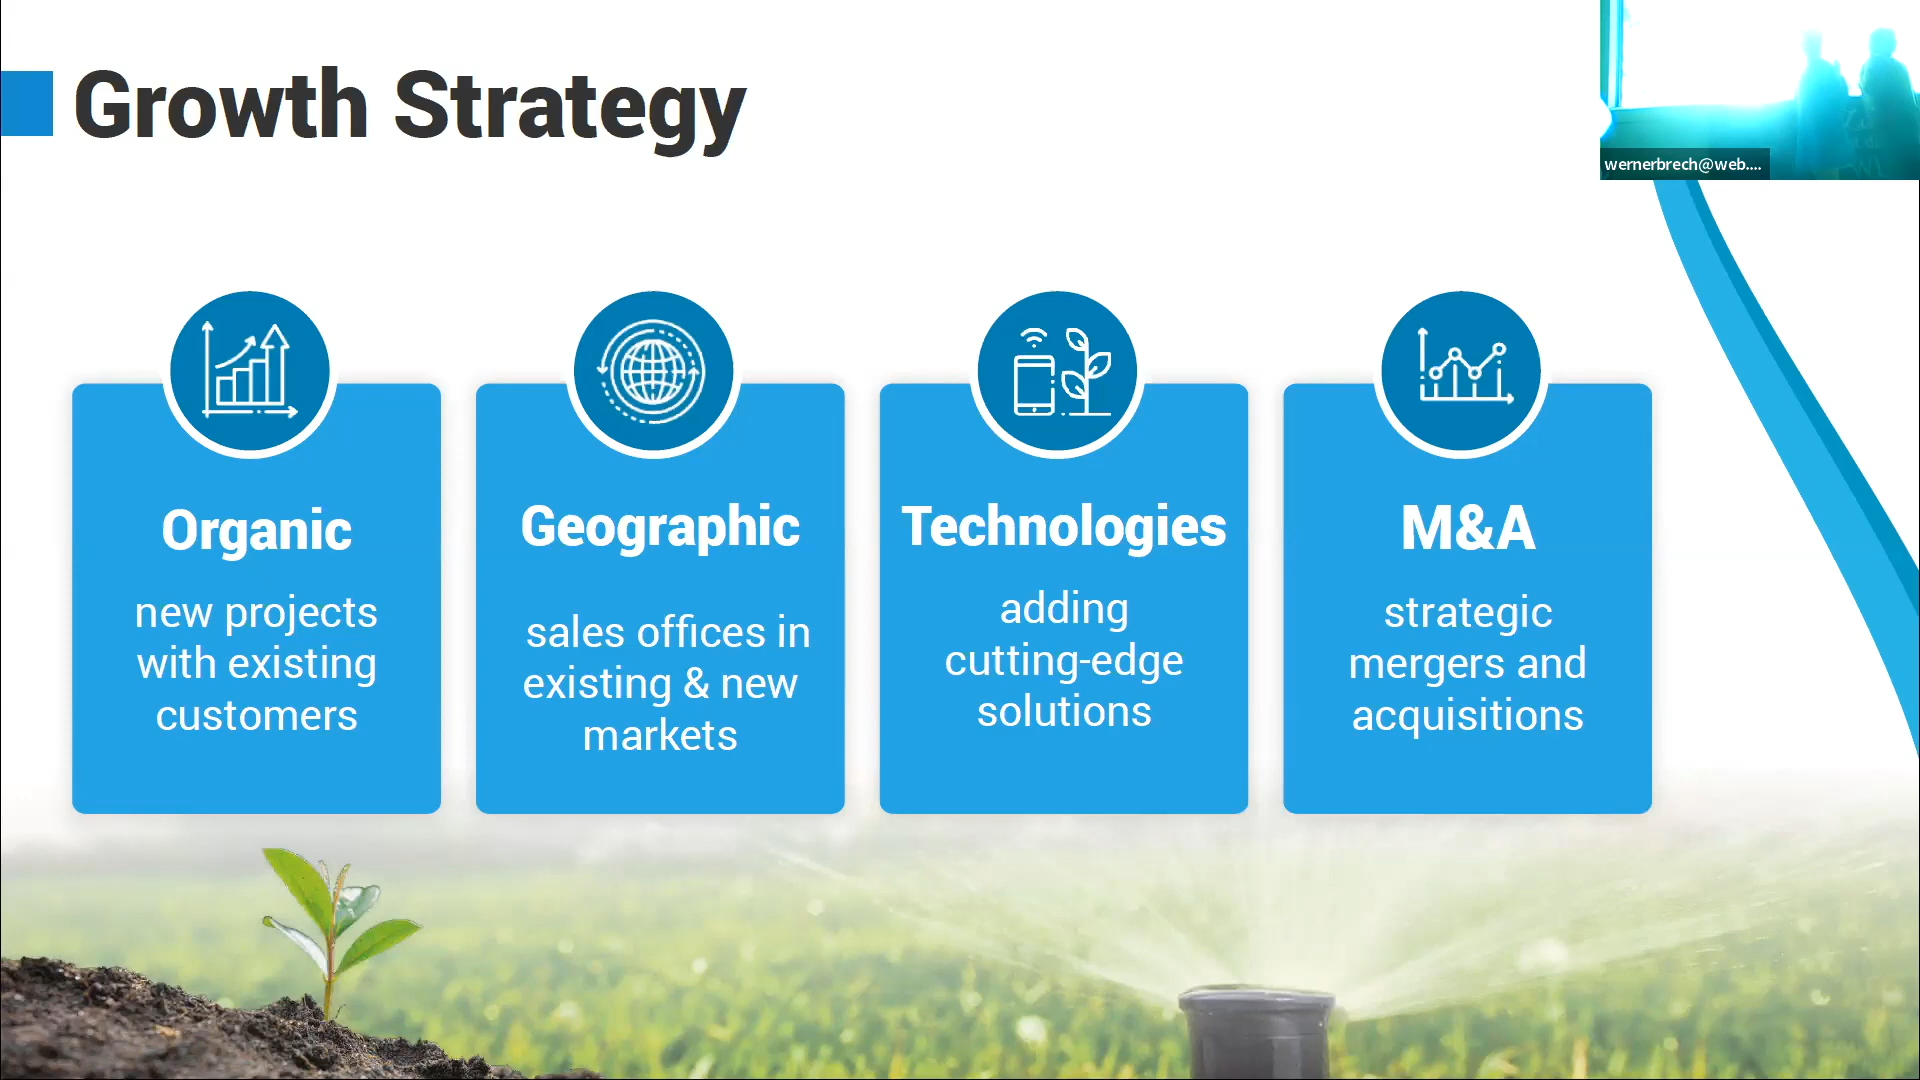 Growth Strategy
wernerbrech@web....
Organic
new projects
with existing
customers
Geographic
sales offices in
existing & new
markets
Technologies
adding
cutting-edge
solutions
M&A
strategic
mergers and
acquisitions